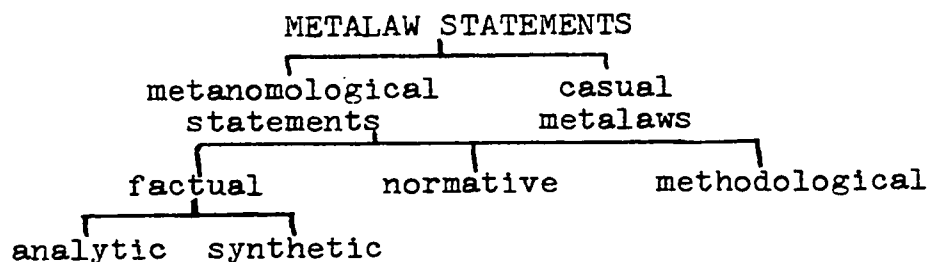 METALAW STATEMENTS
metanomological casual
statements metalaws
factual normative methodological
analytic synthetic